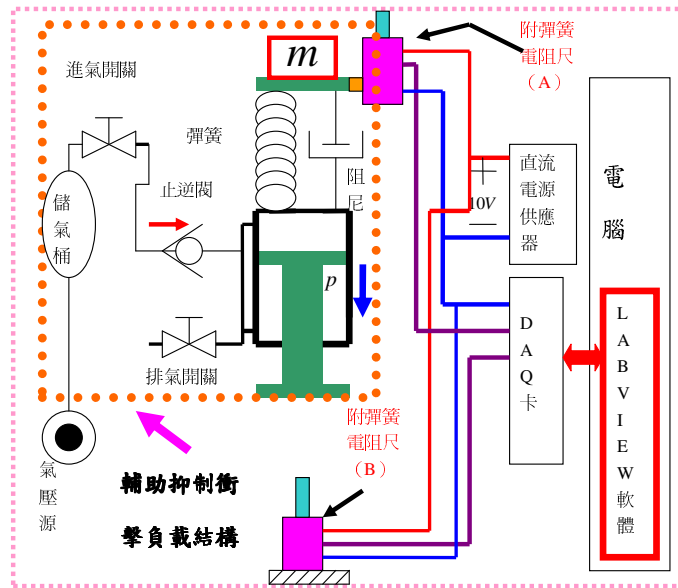 進氣開關
m
附彈簧
電阻尺
（A）
彈簧
阻
尼
止逆閥
儲
氣
桶
p
排氣開關
氣
壓
源
輔助抑制衝
擊負載結構
附彈簧
電阻尺
（B）
10V
直流
電源
供應
器
D
A
Q
卡
電
腦
L
A
B
V
I
E
W
軟
體